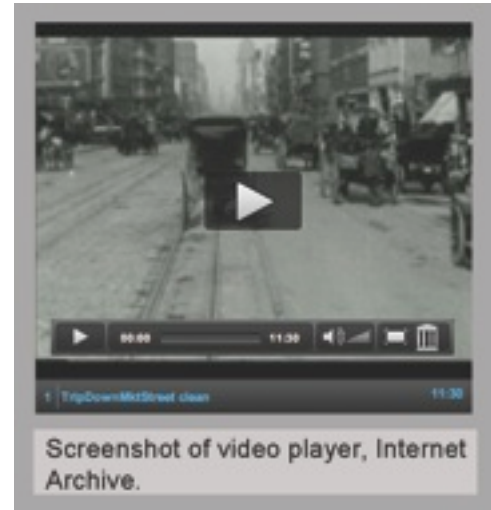 00:00 11:30
1 TripDownMktStreet clean 11:30
Screenshot of video player, Internet
Archive.